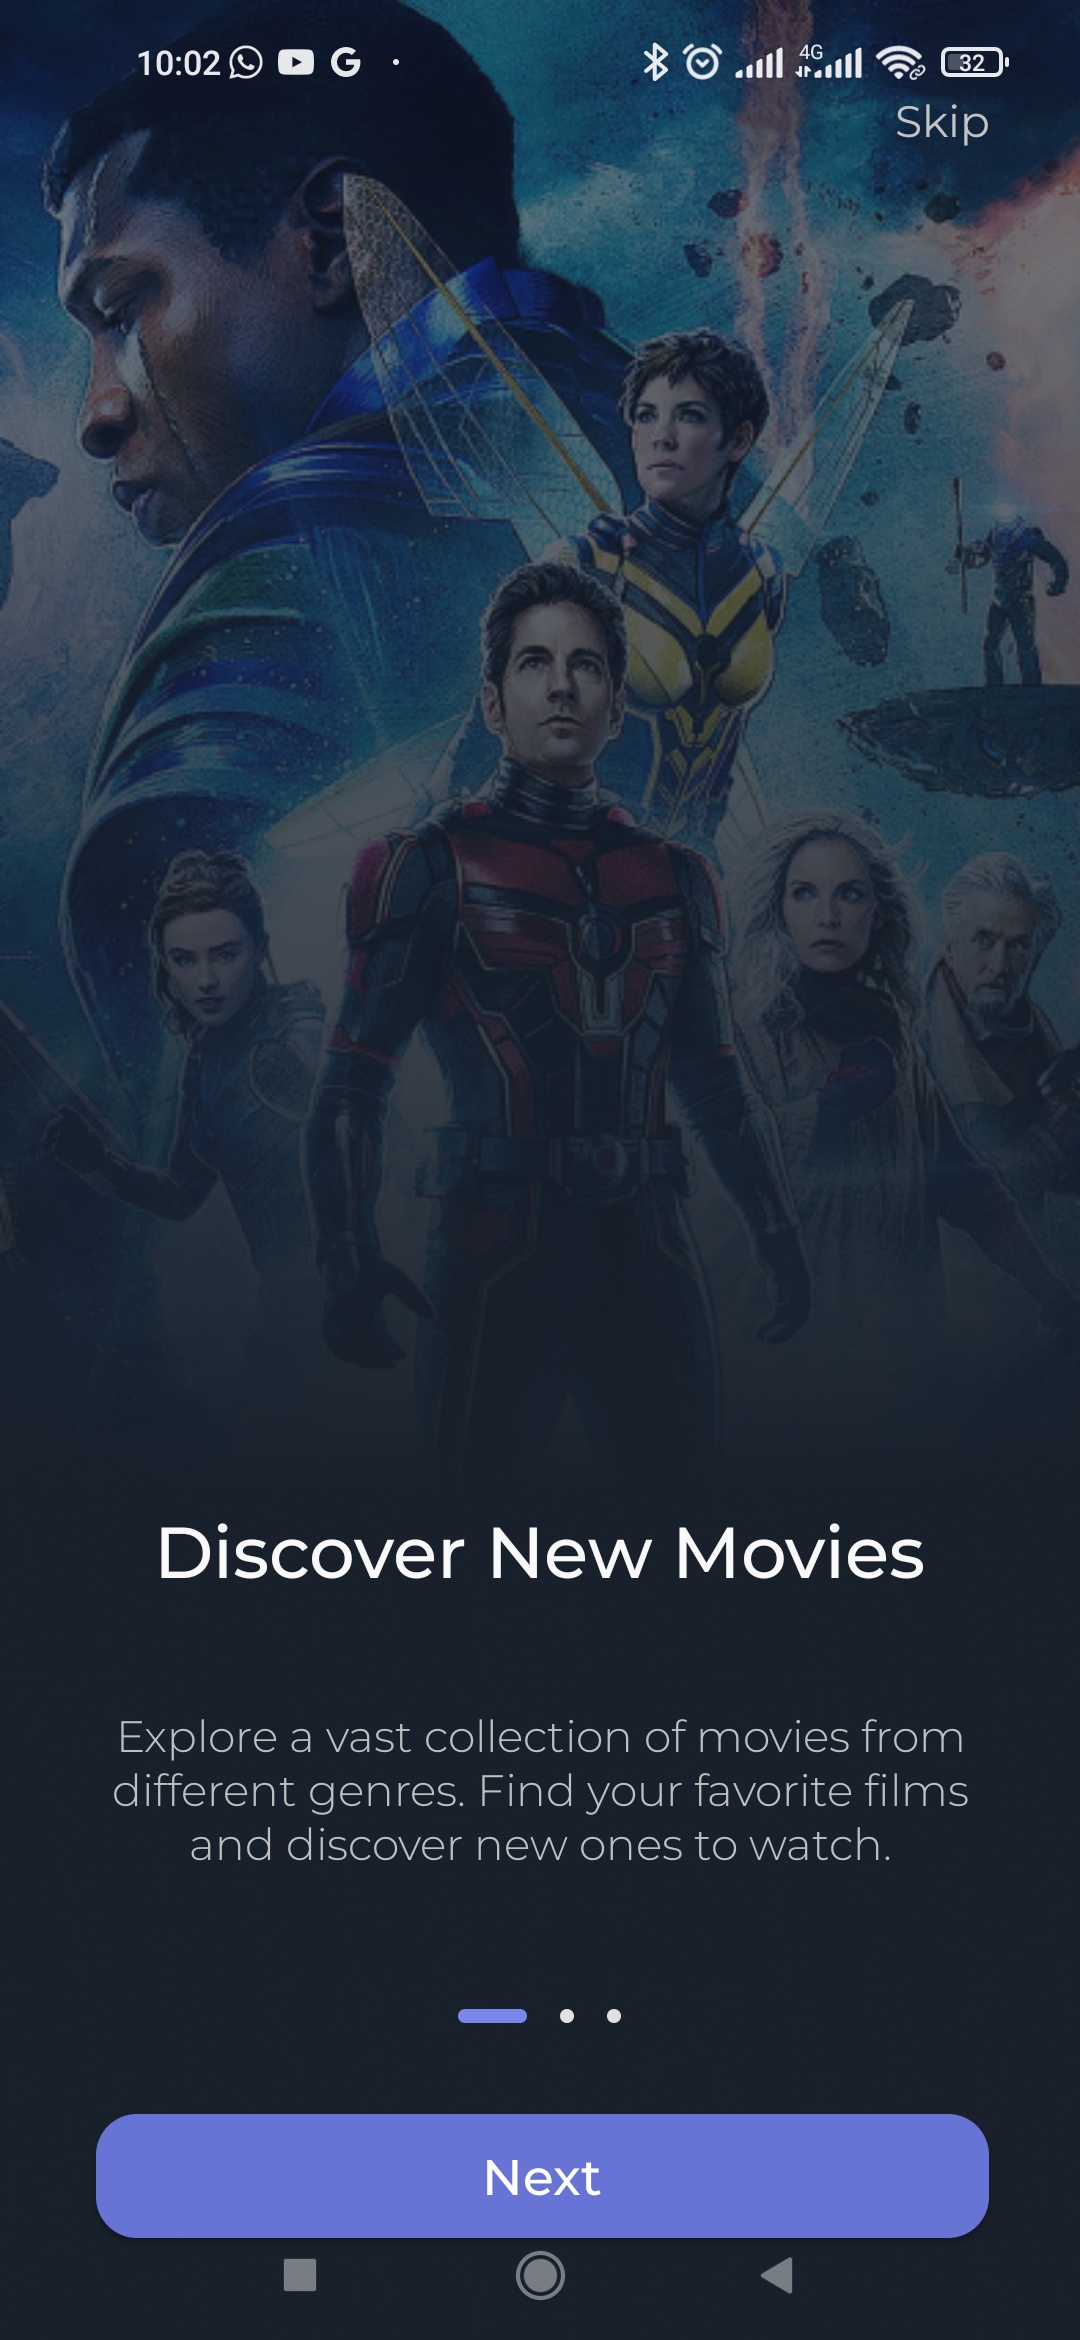 10:02
4G
32
Skip
Discover New Movies
Explore a vast collection of movies from
different genres. Find your favorite films
and discover new ones to watch.
Next